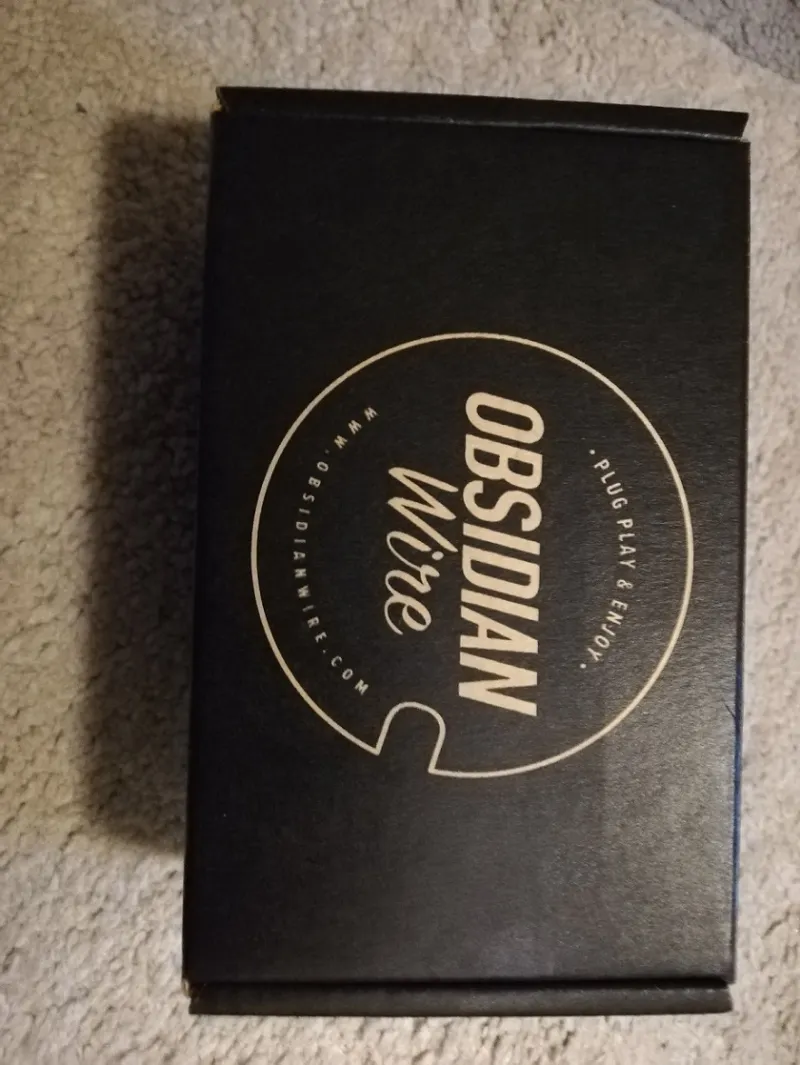 . PLUG PLAY & ENJOY .
OBSIDIAN
Wire
WWW.OBSIDIANWIRE.COM